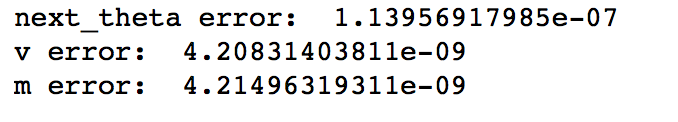 next_theta error:  1.13956917985e-07
v error:  4.20831403811e-09
m error:  4.21496319311e-09